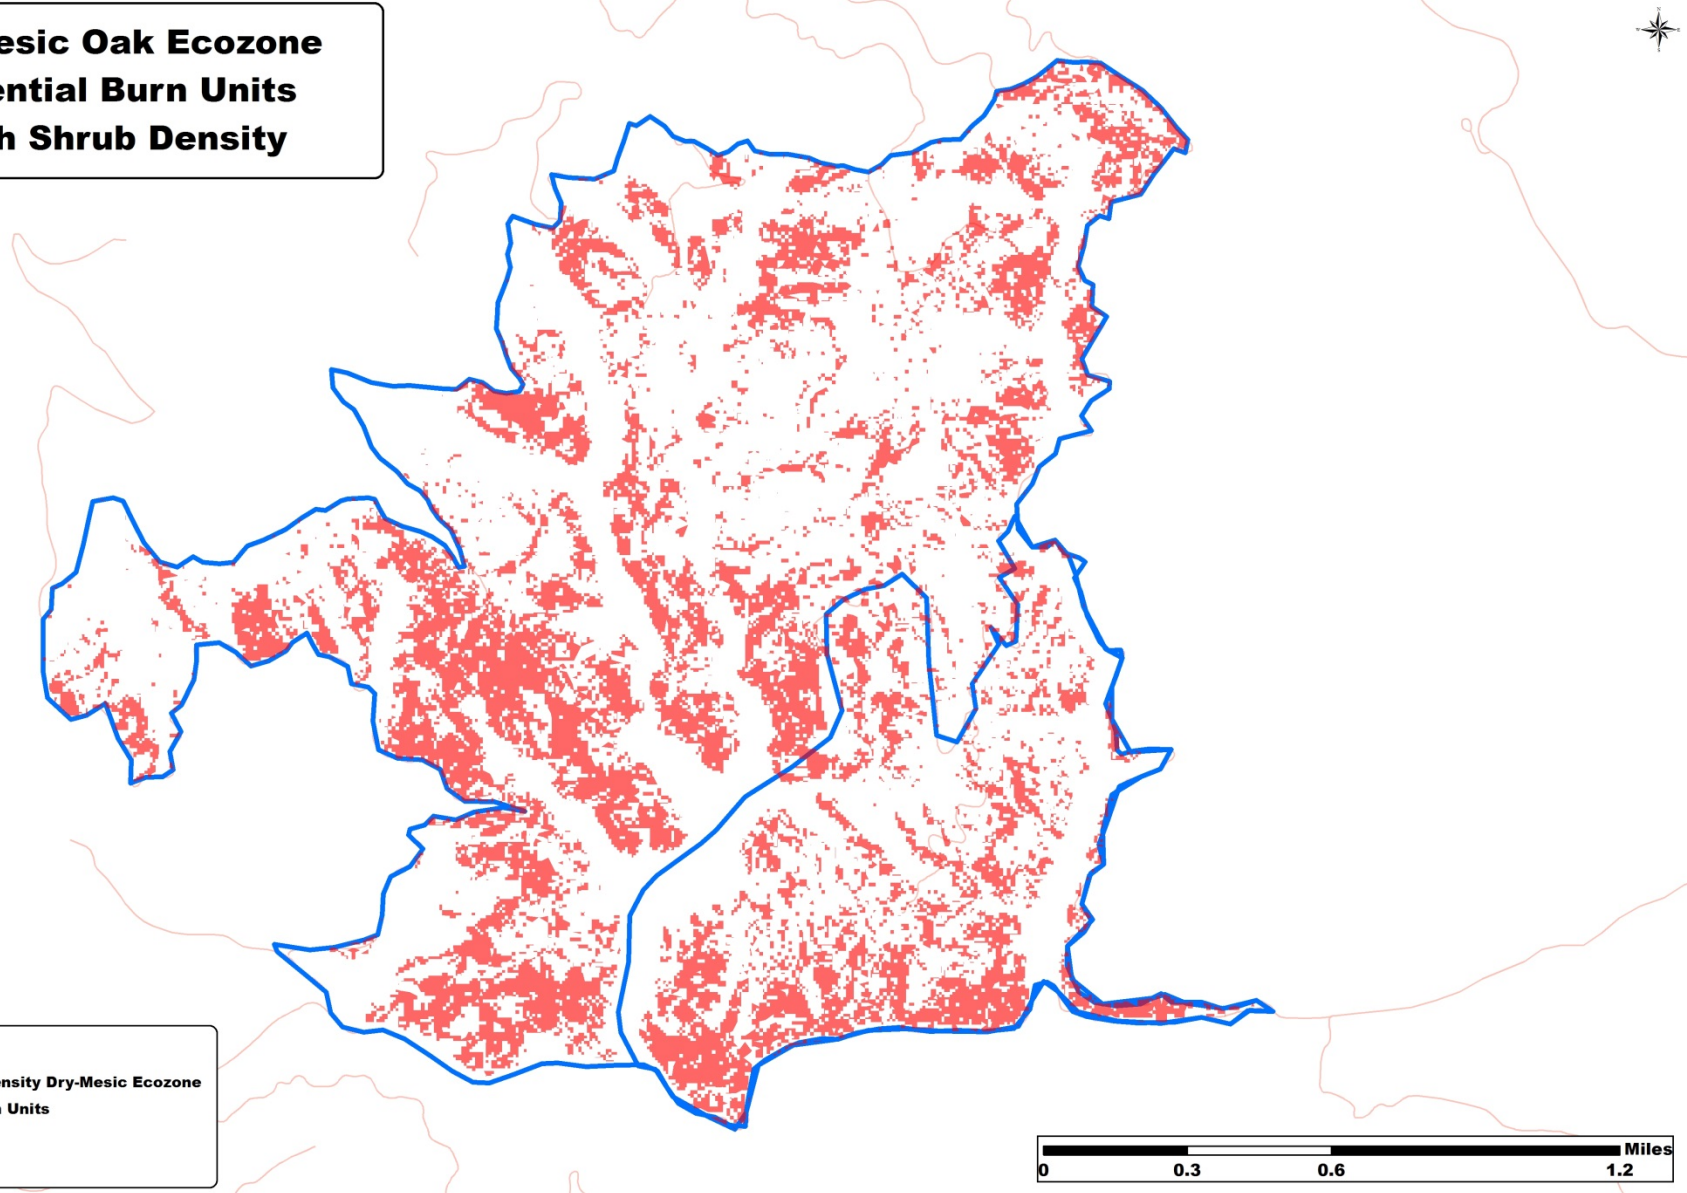 esic Oak Ecozone
ential Burn Units
h Shrub Density
ensity Dry-Mesic Ecozone
Units
Miles
0 0.3 0.6 1.2